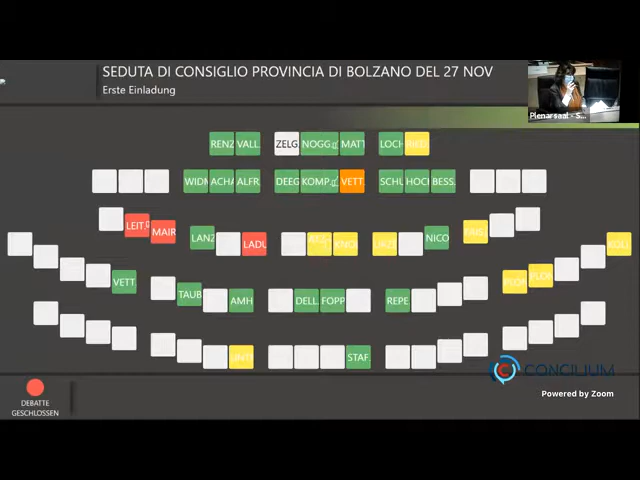 SEDUTA DI CONSIGLIO PROVINCIA DI BOLZANO DEL 27 NOV
Erste Einladung
Plenarsaal - S...
RENZ VALL. ZELG. NOGG MATT LOCH
WIDM ACHA ALFR. DEEG KOMP. VETT. SCHU HOCH BESS.
LEIT. MAIR LANZ LADU KNOL NICO
VETT. TAUB AMH DELL. FOPP REPE
UNTE STAF.
CONCILIUM
DEBATTE
GESCHLOSSEN
Powered by Zoom